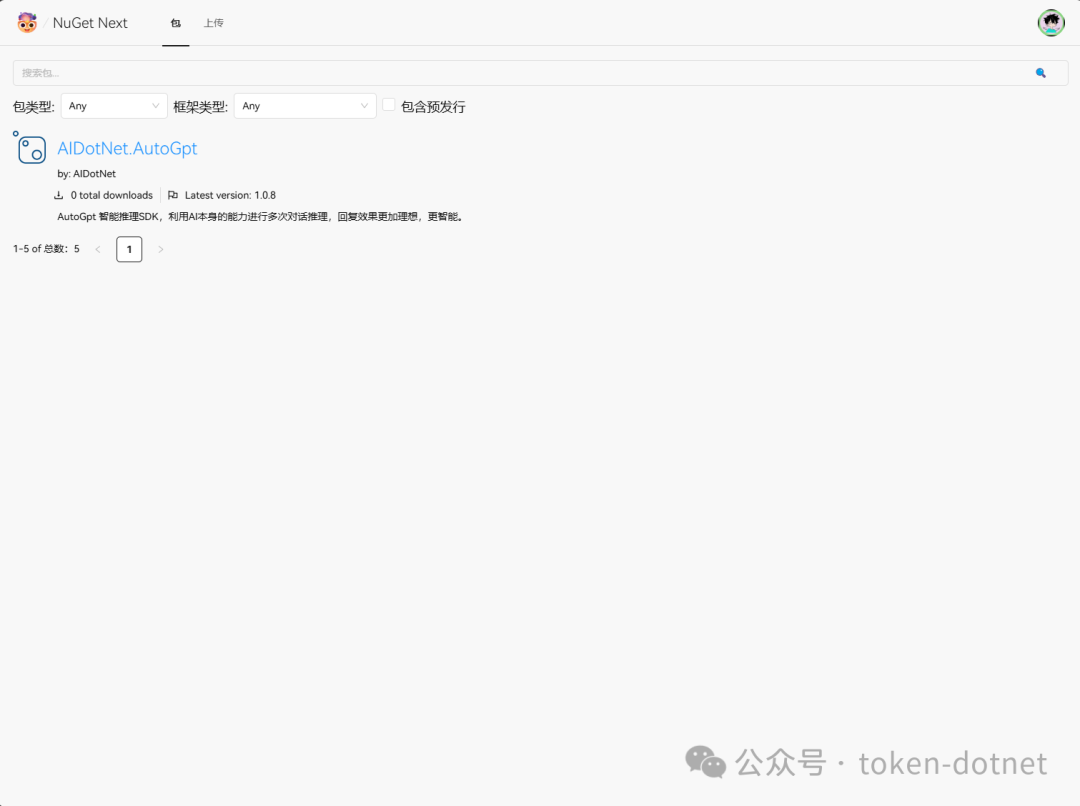 NuGet Next 包 上传
搜索包...
包类型: Any 框架类型: Any 包含预发行
AIDotNet.AutoGpt
by: AIDotNet
0 total downloads Latest version: 1.0.8
AutoGpt 智能推理SDK，利用AI本身的能力进行多次对话推理，回复效果更加理想，更智能。
1-5 of 总数：5 < 1 >
公众号 · token-dotnet